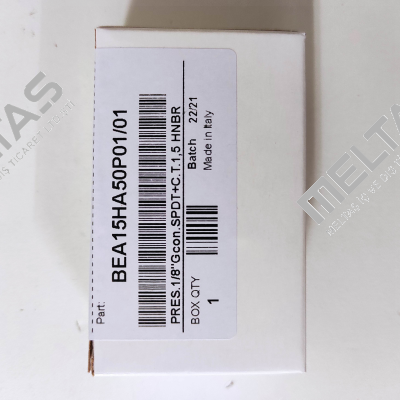 Part:
BEA15HA50P01/01
PRES.1/8"Gcon.SPDT+C.T.1,5 HNBR
Batch 22/21
BOX QTY Made in Italy
1
MELTAS